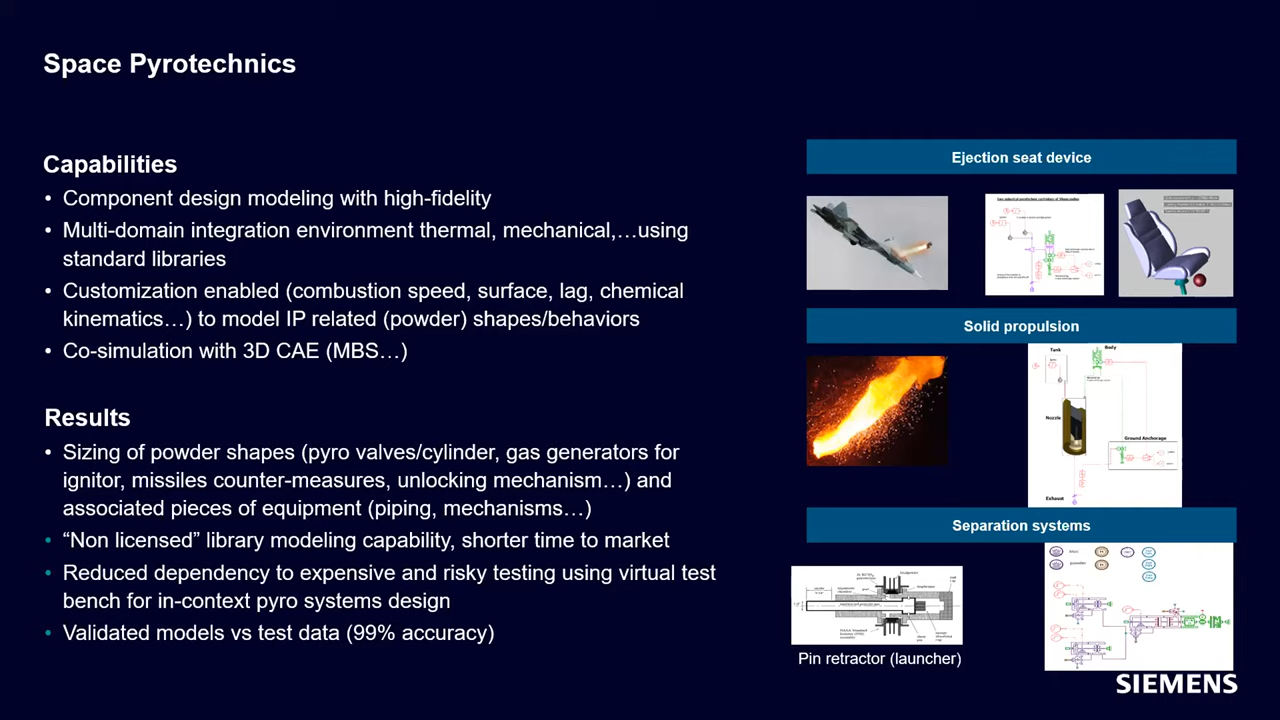 Space Pyrotechnics
Capabilities
• Component design modeling with high-fidelity
• Multi-domain integration environment thermal, mechanical,…using
standard libraries
• Customization enabled (combustion speed, surface, lag, chemical
kinematics…) to model IP related (powder) shapes/behaviors
• Co-simulation with 3D CAE (MBS…)
Results
• Sizing of powder shapes (pyro valves/cylinder, gas generators for
ignitor, missiles counter-measures, unlocking mechanism…) and
associated pieces of equipment (piping, mechanisms…)
• “Non licensed” library modeling capability, shorter time to market
• Reduced dependency to expensive and risky testing using virtual test
bench for in-context pyro systems design
• Validated models vs test data (99% accuracy)
Ejection seat device
Solid propulsion
Tank
Body
Nozzle
Ground Anchorage
Exhaust
Separation systems
Pin retractor (launcher)
SIEMENS